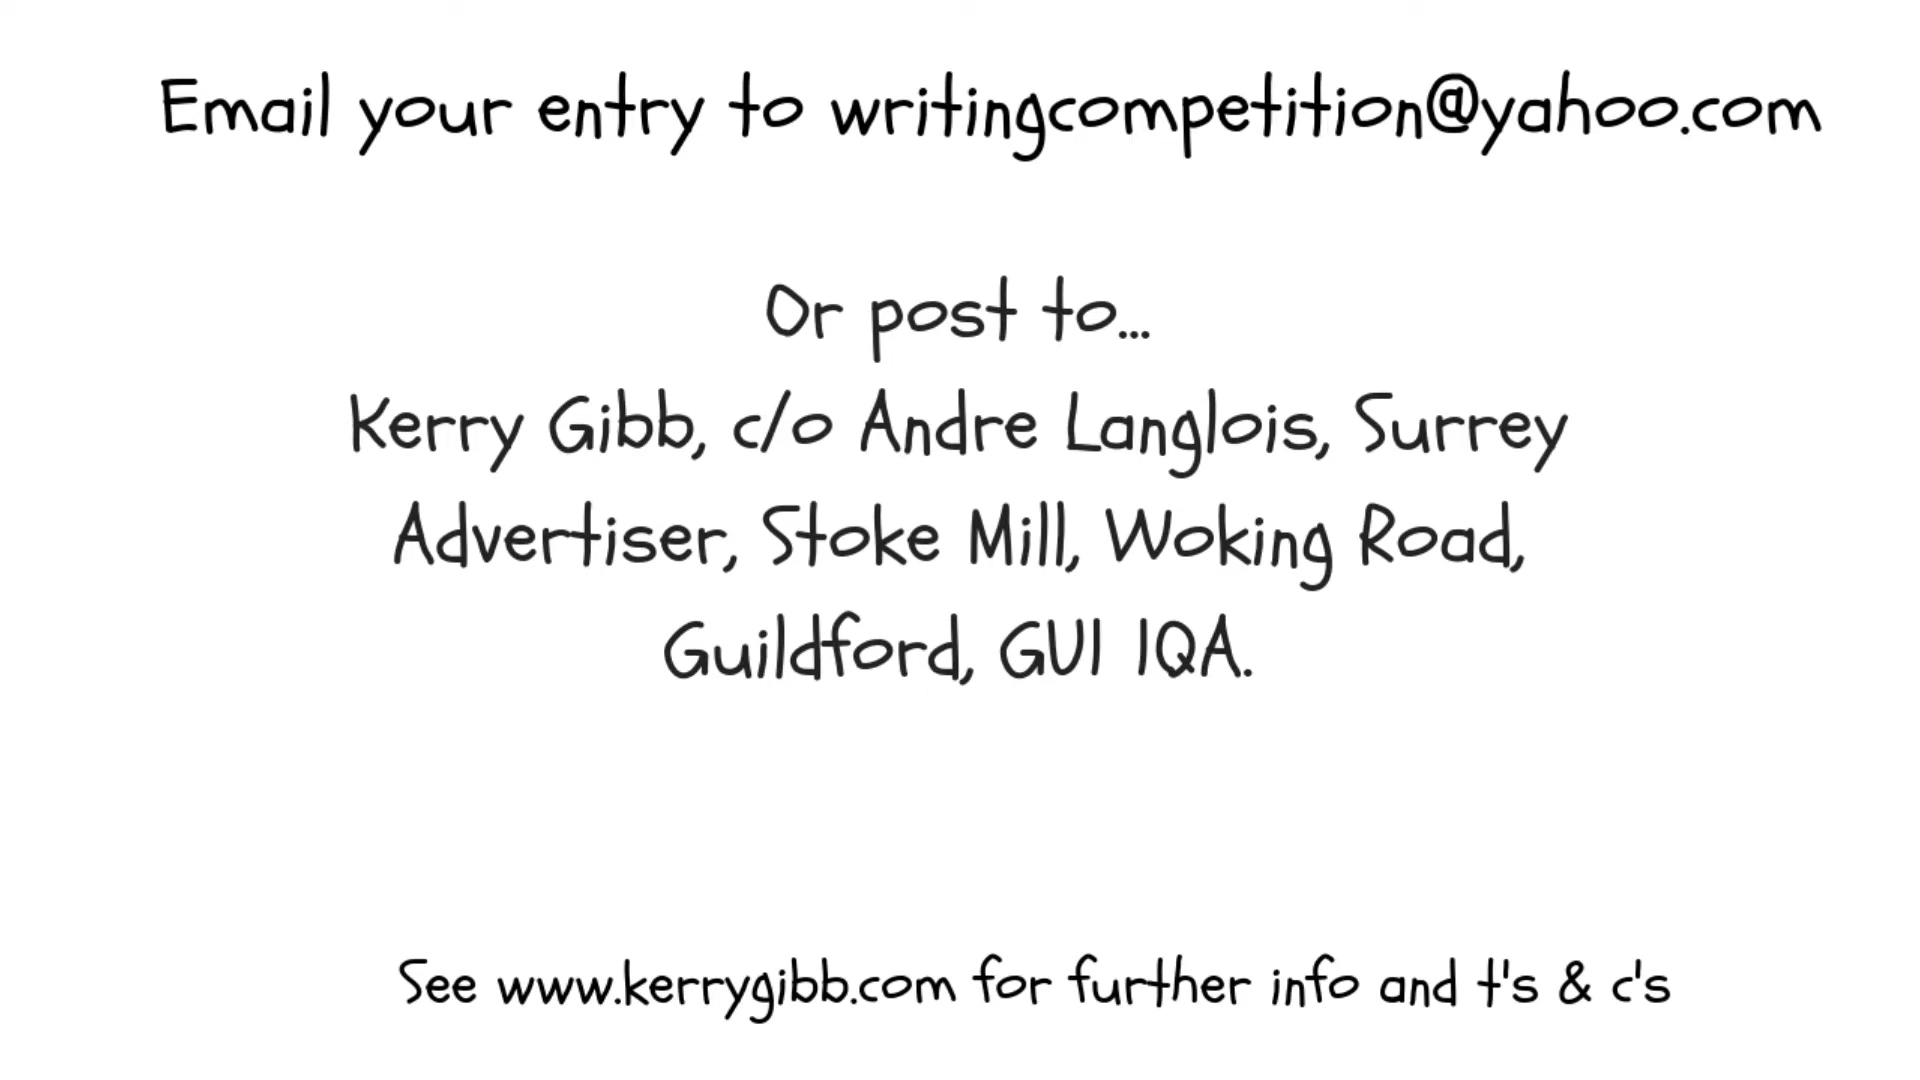 Email your entry to writingcompetition@yahoo.com
Or post to...
Kerry Gibb, c/o Andre Langlois, Surrey
Advertiser, Stoke Mill, Woking Road,
Guildford, GU1 1QA.
See www.kerrygibb.com for further info and t's & c's